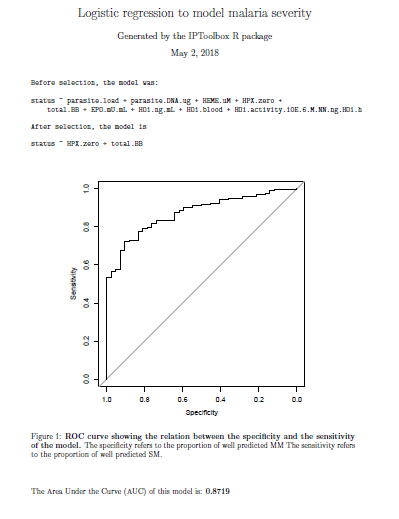 Logistic regression to model malaria severity
Generated by the IPToolbox R package
May 2, 2018
Before selection, the model was:
status ~ parasite.load + parasite.DNA.ug + HEME.uM + HPX.zero +
total.BB + EPO.mU.mL + HO1.ng.mL + HO1.blood + HO1.activity.10E.6.M.NN.ng.HO1.h
After selection, the model is
status ~ HPX.zero + total.BB
1.0
0.8
0.6
0.4
0.2
0.0
Sensitivity
1.0 0.8 0.6 0.4 0.2 0.0
Specificity
Figure 1: ROC curve showing the relation between the specificity and the sensitivity
of the model. The specificity refers to the proportion of well predicted MM The sensitivity refers
to the proportion of well predicted SM.
The Area Under the Curve (AUC) of this model is: 0.8719